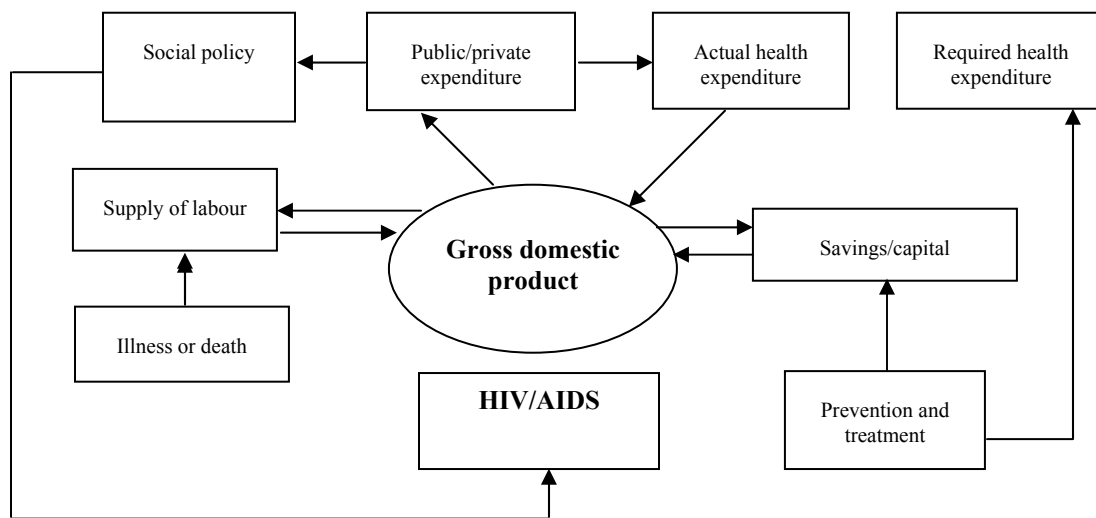 Social policy
Public/private
expenditure
Actual health
expenditure
Required health
expenditure
Supply of labour
Gross domestic
product
Savings/capital
Illness or death
HIV/AIDS
Prevention and
treatment